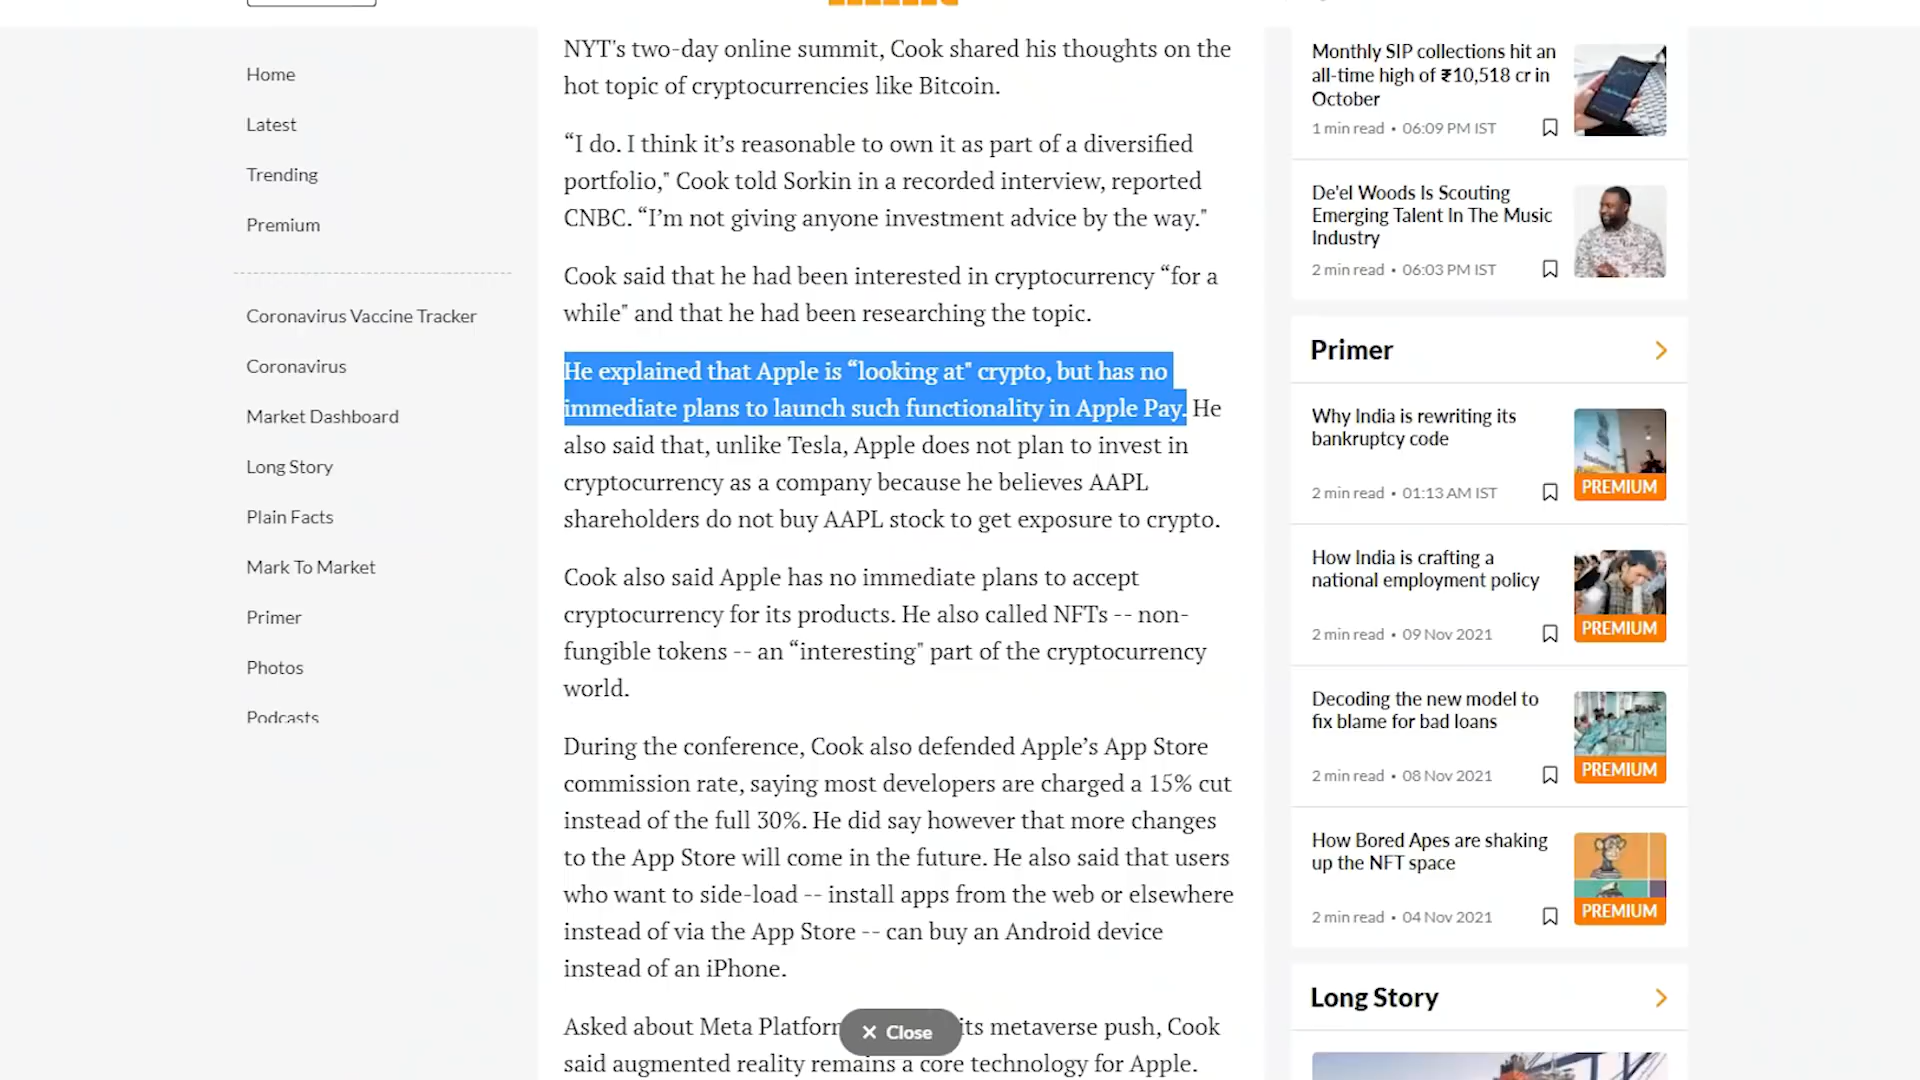 Home
Latest
Trending
Premium
Coronavirus Vaccine Tracker
Coronavirus
Market Dashboard
Long Story
Plain Facts
Mark To Market
Primer
Photos
Podcasts
NYT's two-day online summit, Cook shared his thoughts on the
hot topic of cryptocurrencies like Bitcoin.
“I do. I think it’s reasonable to own it as part of a diversified
portfolio," Cook told Sorkin in a recorded interview, reported
CNBC. “I’m not giving anyone investment advice by the way."
Cook said that he had been interested in cryptocurrency “for a
while" and that he had been researching the topic.
He explained that Apple is “looking at" crypto, but has no
immediate plans to launch such functionality in Apple Pay. He
also said that, unlike Tesla, Apple does not plan to invest in
cryptocurrency as a company because he believes AAPL
shareholders do not buy AAPL stock to get exposure to crypto.
Cook also said Apple has no immediate plans to accept
cryptocurrency for its products. He also called NFTs -- non-
fungible tokens -- an “interesting" part of the cryptocurrency
world.
During the conference, Cook also defended Apple’s App Store
commission rate, saying most developers are charged a 15% cut
instead of the full 30%. He did say however that more changes
to the App Store will come in the future. He also said that users
who want to side-load -- install apps from the web or elsewhere
instead of via the App Store -- can buy an Android device
instead of an iPhone.
Asked about Meta Platform its metaverse push, Cook
said augmented reality remains a core technology for Apple.
× Close
Monthly SIP collections hit an
all-time high of ₹10,518 cr in
October
1 min read • 06:09 PM IST
De'el Woods Is Scouting
Emerging Talent In The Music
Industry
2 min read • 06:03 PM IST
Primer
Why India is rewriting its
bankruptcy code
2 min read • 01:13 AM IST
PREMIUM
How India is crafting a
national employment policy
2 min read • 09 Nov 2021
PREMIUM
Decoding the new model to
fix blame for bad loans
2 min read • 08 Nov 2021
PREMIUM
How Bored Apes are shaking
up the NFT space
2 min read • 04 Nov 2021
PREMIUM
Long Story